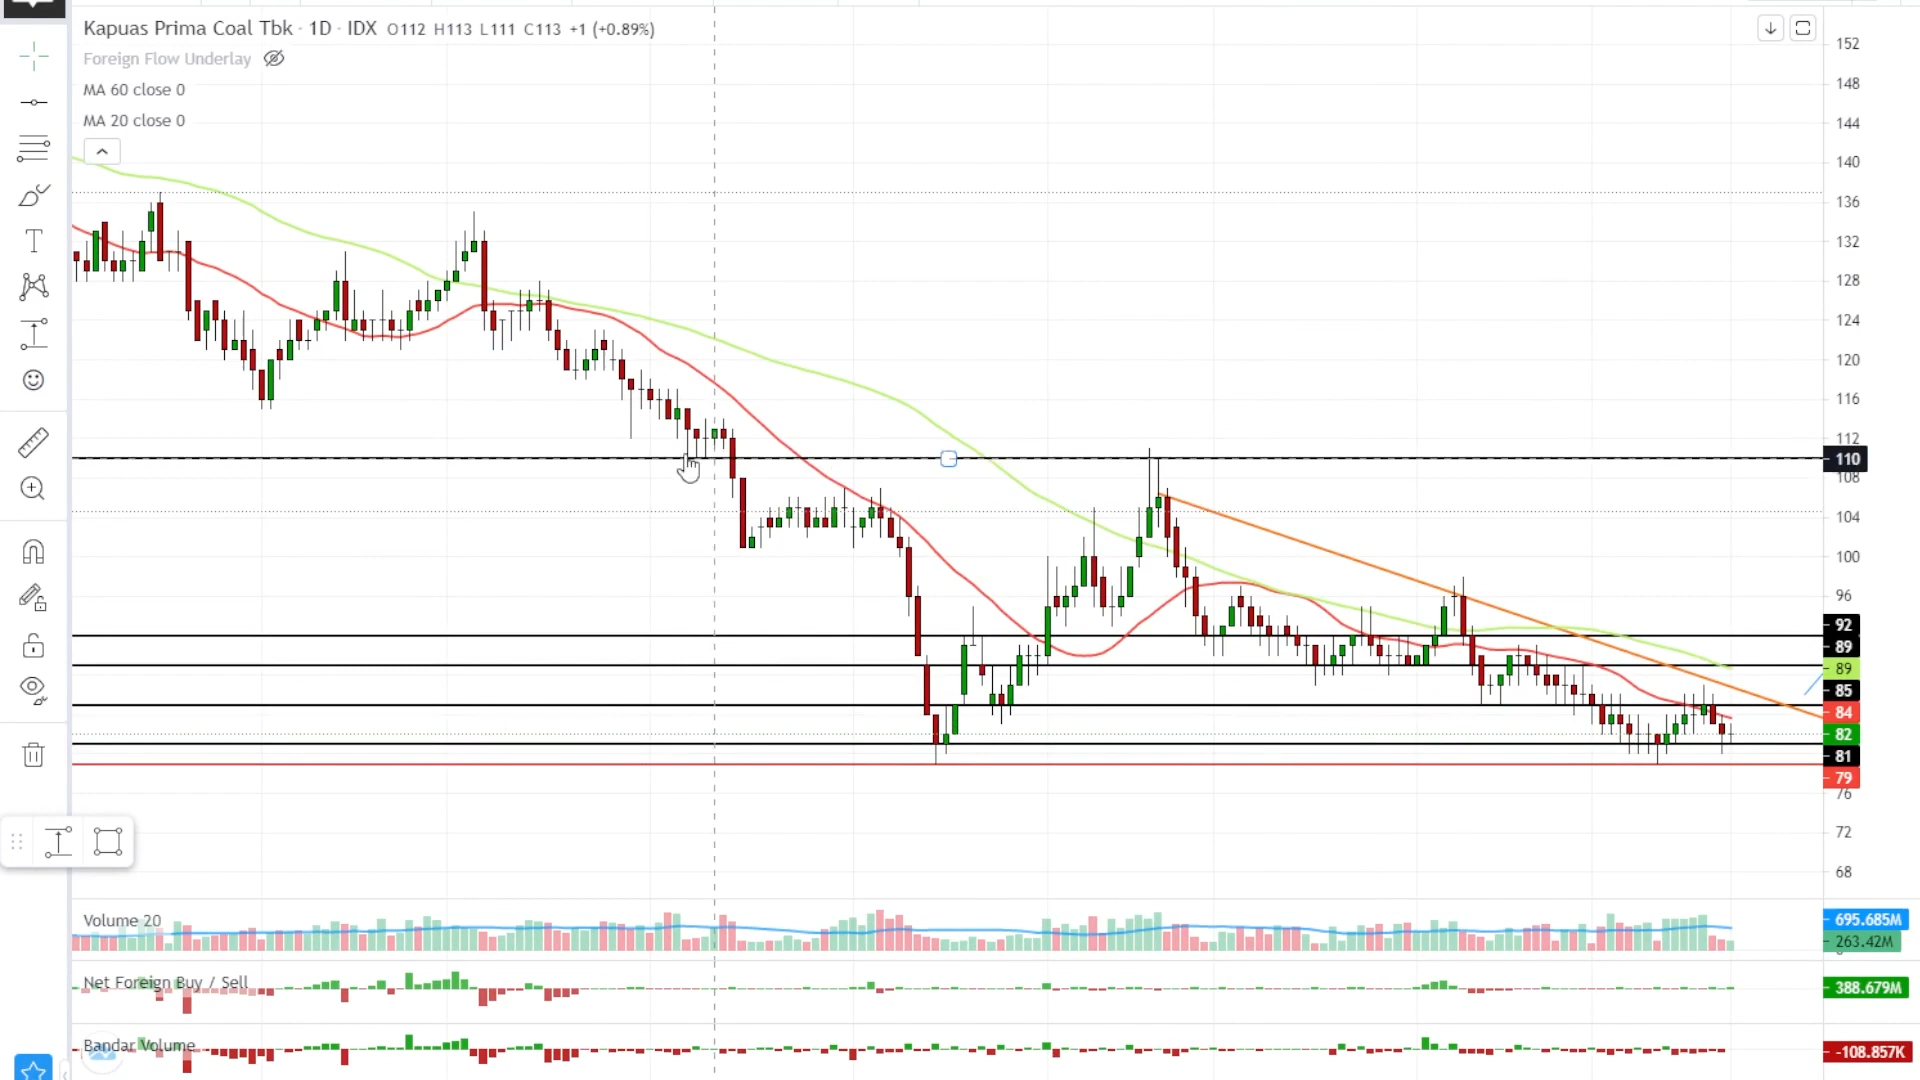 Kapuas Prima Coal Tbk · 1D · IDX O112 H113 L111 C113 +1 (+0.89%)
Foreign Flow Underlay
MA 60 close 0
MA 20 close 0
152
148
144
140
136
132
128
124
120
116
112
110
108
104
100
96
92
89
89
85
84
82
81
79
76
72
68
Volume 20
695.685M
263.42M
Net Foreign Buy / Sell
388.679M
Bandar Volume
-108.857K